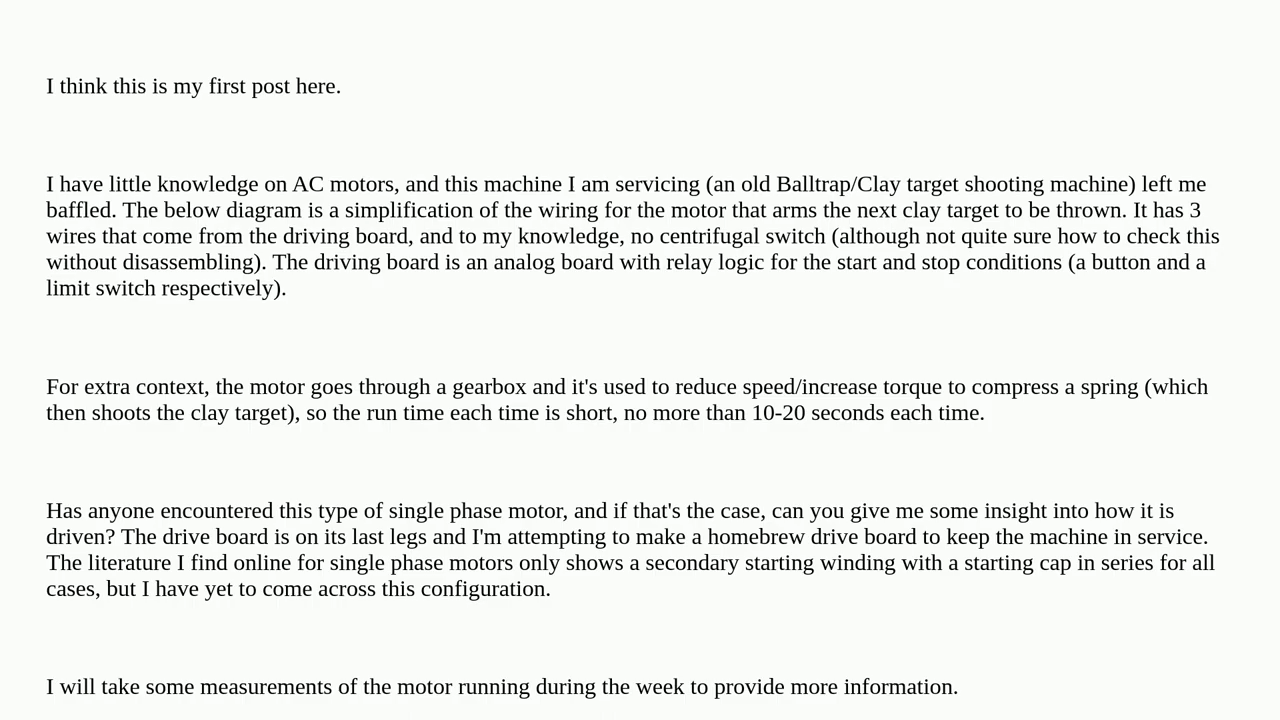 I think this is my first post here.
I have little knowledge on AC motors, and this machine I am servicing (an old Balltrap/Clay target shooting machine) left me
baffled. The below diagram is a simplification of the wiring for the motor that arms the next clay target to be thrown. It has 3
wires that come from the driving board, and to my knowledge, no centrifugal switch (although not quite sure how to check this
without disassembling). The driving board is an analog board with relay logic for the start and stop conditions (a button and a
limit switch respectively).
For extra context, the motor goes through a gearbox and it's used to reduce speed/increase torque to compress a spring (which
then shoots the clay target), so the run time each time is short, no more than 10-20 seconds each time.
Has anyone encountered this type of single phase motor, and if that's the case, can you give me some insight into how it is
driven? The drive board is on its last legs and I'm attempting to make a homebrew drive board to keep the machine in service.
The literature I find online for single phase motors only shows a secondary starting winding with a starting cap in series for all
cases, but I have yet to come across this configuration.
I will take some measurements of the motor running during the week to provide more information.